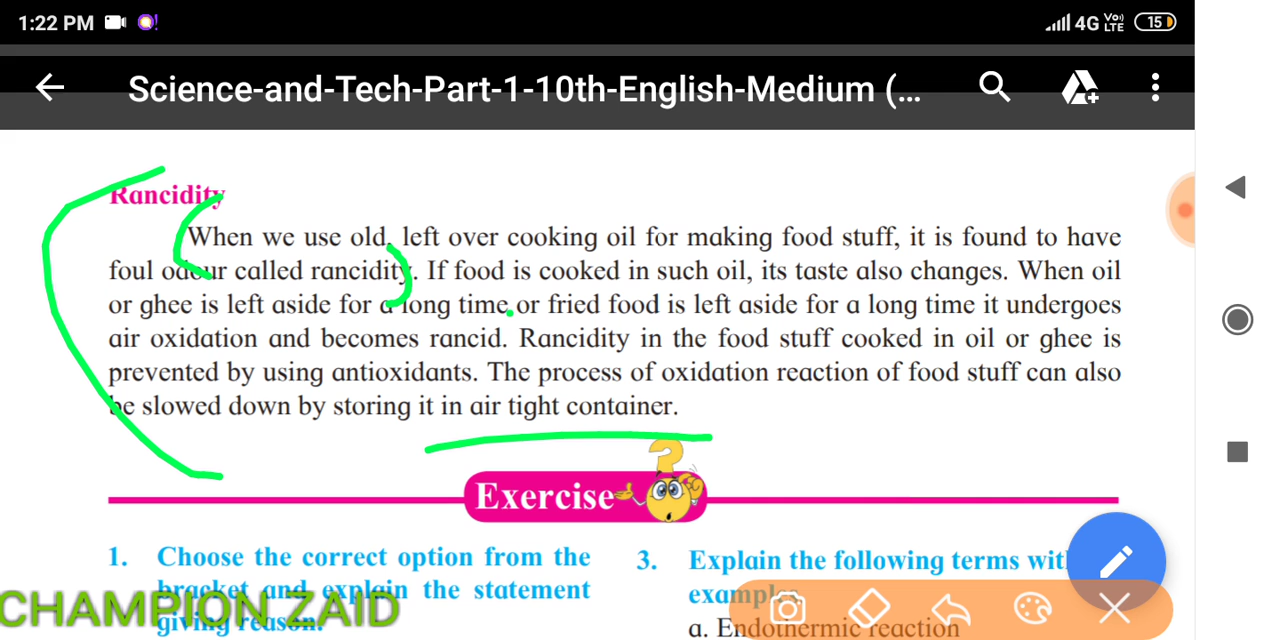 1:22 PM
4G Vo) LTE 15
Science-and-Tech-Part-1-10th-English-Medium (...
Rancidity
When we use old, left over cooking oil for making food stuff, it is found to have
foul odour called rancidity. If food is cooked in such oil, its taste also changes. When oil
or ghee is left aside for a long time or fried food is left aside for a long time it undergoes
air oxidation and becomes rancid. Rancidity in the food stuff cooked in oil or ghee is
prevented by using antioxidants. The process of oxidation reaction of food stuff can also
be slowed down by storing it in air tight container.
Exercise
1. Choose the correct option from the
bracket and explain the statement
giving reason.
3. Explain the following terms with
examples
a. Endothermic reaction
CHAMPION ZAID